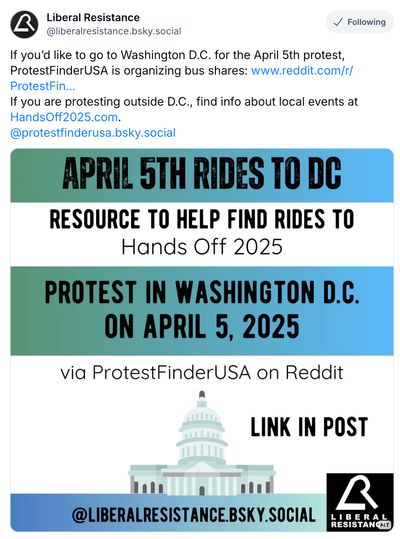 Liberal Resistance
@liberalresistance.bsky.social
✓ Following
If you’d like to go to Washington D.C. for the April 5th protest,
ProtestFinderUSA is organizing bus shares: www.reddit.com/r/
ProtestFin...
If you are protesting outside D.C., find info about local events at
HandsOff2025.com.
@protestfinderusa.bsky.social
APRIL 5TH RIDES TO DC
RESOURCE TO HELP FIND RIDES TO
Hands Off 2025
PROTEST IN WASHINGTON D.C.
ON APRIL 5, 2025
via ProtestFinderUSA on Reddit
LINK IN POST
@LIBERALRESISTANCE.BSKY.SOCIAL
LIBERAL
RESISTANC
ALT